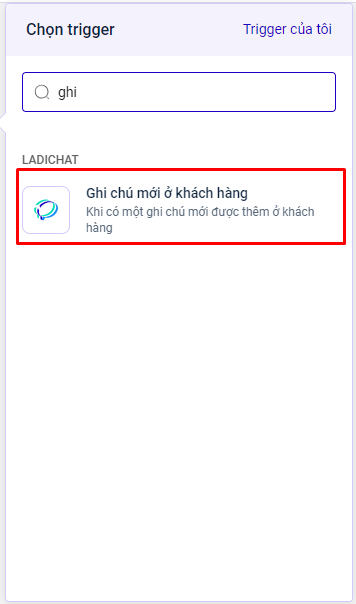 Chọn trigger
Trigger của tôi
ghi
LADICHAT
Ghi chú mới ở khách hàng
Khi có một ghi chú mới được thêm ở khách
hàng